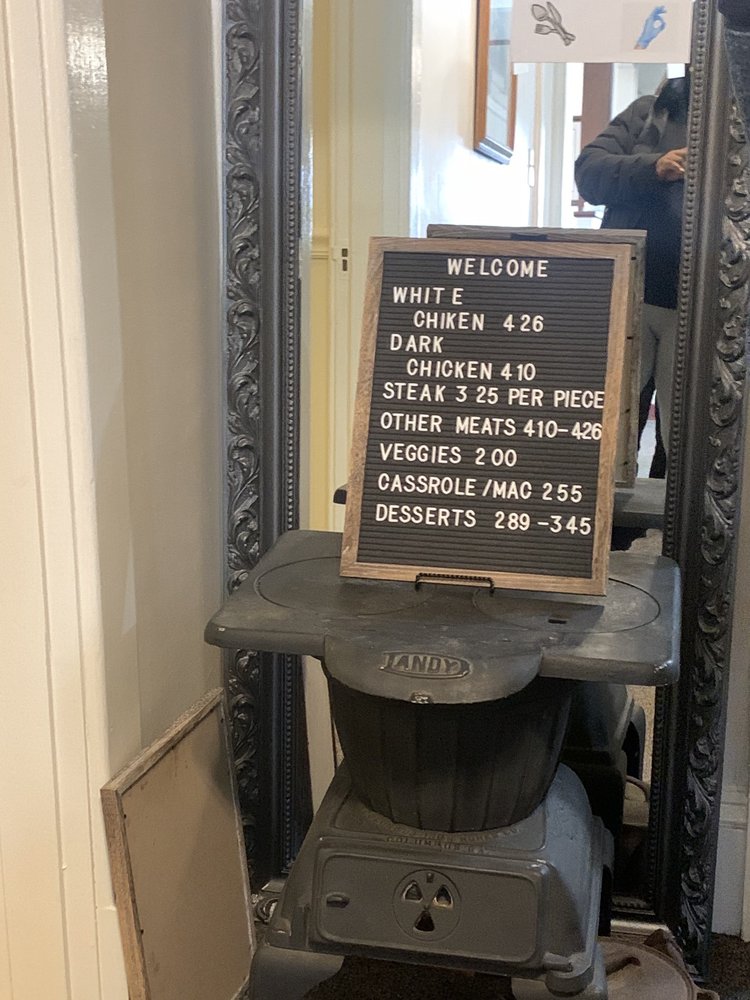 WELCOME
WHITE
CHIKEN 426
DARK
CHICKEN 410
STEAK 3 25 PER PIECE
OTHER MEATS 410-426
VEGGIES 200
CASSROLE/MAC 255
DESSERTS 289-345